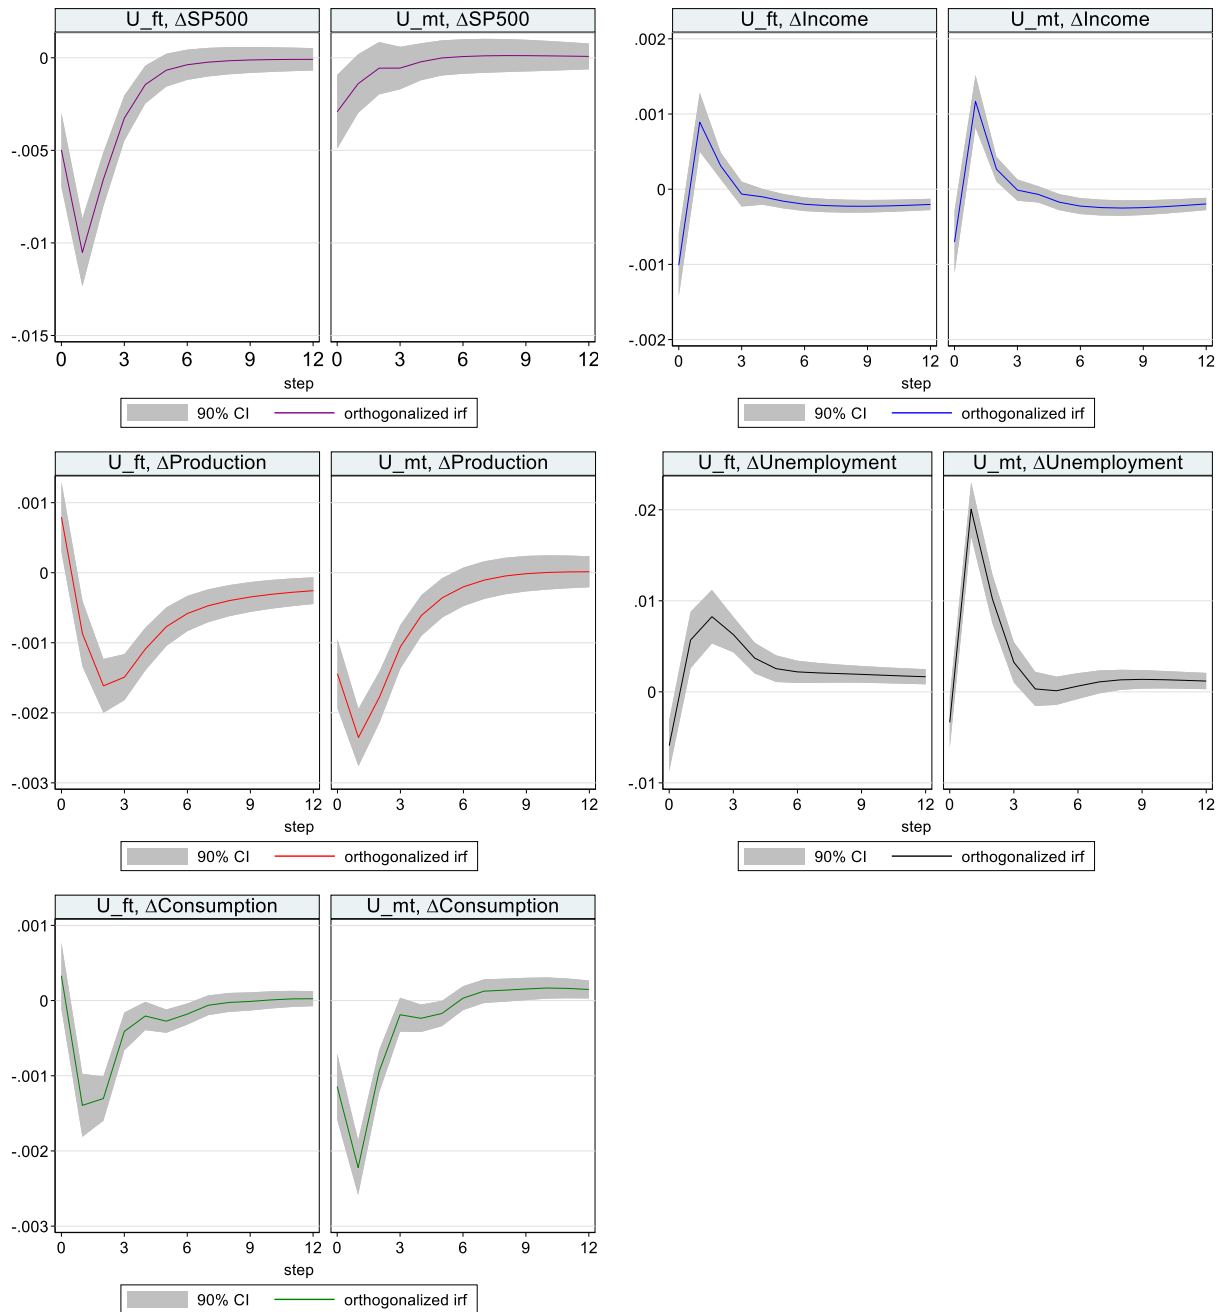 U_ft, ΔSP500
U_mt, ΔSP500
0
-.005
-.01
-.015
0 3 6 9 12
0 3 6 9 12
step
90% CI
orthogonalized irf
U_ft, ΔIncome
U_mt, ΔIncome
.002
.001
0
-.001
-.002
0 3 6 9 12
0 3 6 9 12
step
90% CI
orthogonalized irf
U_ft, ΔProduction
U_mt, ΔProduction
.001
0
-.001
-.002
-.003
0 3 6 9 12
0 3 6 9 12
step
90% CI
orthogonalized irf
U_ft, ΔUnemployment
U_mt, ΔUnemployment
.02
.01
0
-.01
0 3 6 9 12
0 3 6 9 12
step
90% CI
orthogonalized irf
U_ft, ΔConsumption
U_mt, ΔConsumption
.001
0
-.001
-.002
-.003
0 3 6 9 12
0 3 6 9 12
step
90% CI
orthogonalized irf